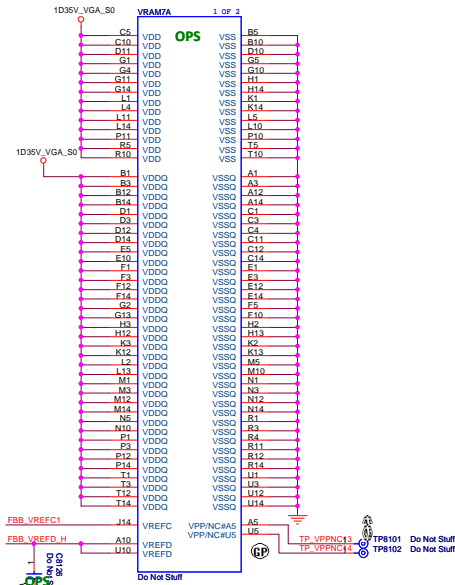 1D35V_VGA_S0
VRAM7A 1 OF 2
OPS
C5 VDD VSS B5
C10 VDD VSS B10
D11 VDD VSS D10
G1 VDD VSS G5
G4 VDD VSS G10
G11 VDD VSS H1
G14 VDD VSS H14
L1 VDD VSS K1
L4 VDD VSS K14
L11 VDD VSS L5
L14 VDD VSS L10
P11 VDD VSS P10
R5 VDD VSS T5
R10 VDD VSS T10
1D35V_VGA_S0
B1 VDDQ VSSQ A1
B3 VDDQ VSSQ A3
B12 VDDQ VSSQ A12
B14 VDDQ VSSQ A14
D1 VDDQ VSSQ C1
D3 VDDQ VSSQ C3
D12 VDDQ VSSQ C4
D14 VDDQ VSSQ C11
E5 VDDQ VSSQ C12
E10 VDDQ VSSQ C14
F1 VDDQ VSSQ E1
F3 VDDQ VSSQ E3
F12 VDDQ VSSQ E12
F14 VDDQ VSSQ E14
G2 VDDQ VSSQ F5
G13 VDDQ VSSQ F10
H3 VDDQ VSSQ H2
H12 VDDQ VSSQ H13
K3 VDDQ VSSQ K2
K12 VDDQ VSSQ K13
L2 VDDQ VSSQ M5
L13 VDDQ VSSQ M10
M1 VDDQ VSSQ N1
M3 VDDQ VSSQ N3
M12 VDDQ VSSQ N12
M14 VDDQ VSSQ N14
N5 VDDQ VSSQ R1
N10 VDDQ VSSQ R3
P1 VDDQ VSSQ R4
P3 VDDQ VSSQ R11
P12 VDDQ VSSQ R12
P14 VDDQ VSSQ R14
T1 VDDQ VSSQ U1
T3 VDDQ VSSQ U3
T12 VDDQ VSSQ U12
T14 VDDQ VSSQ U14
FBB_VREFC1 J14 VREFC VPP/NC#A5 A5
VPP/NC#U5 U5
FBB_VREFD_H A10 VREFD
U10 VREFD
TP_VPPNC13 TP8101 Do Not Stuff
TP_VPPNC14 TP8102 Do Not Stuff
GP
Do Not Stuff
C8126
Do No
1
OPS